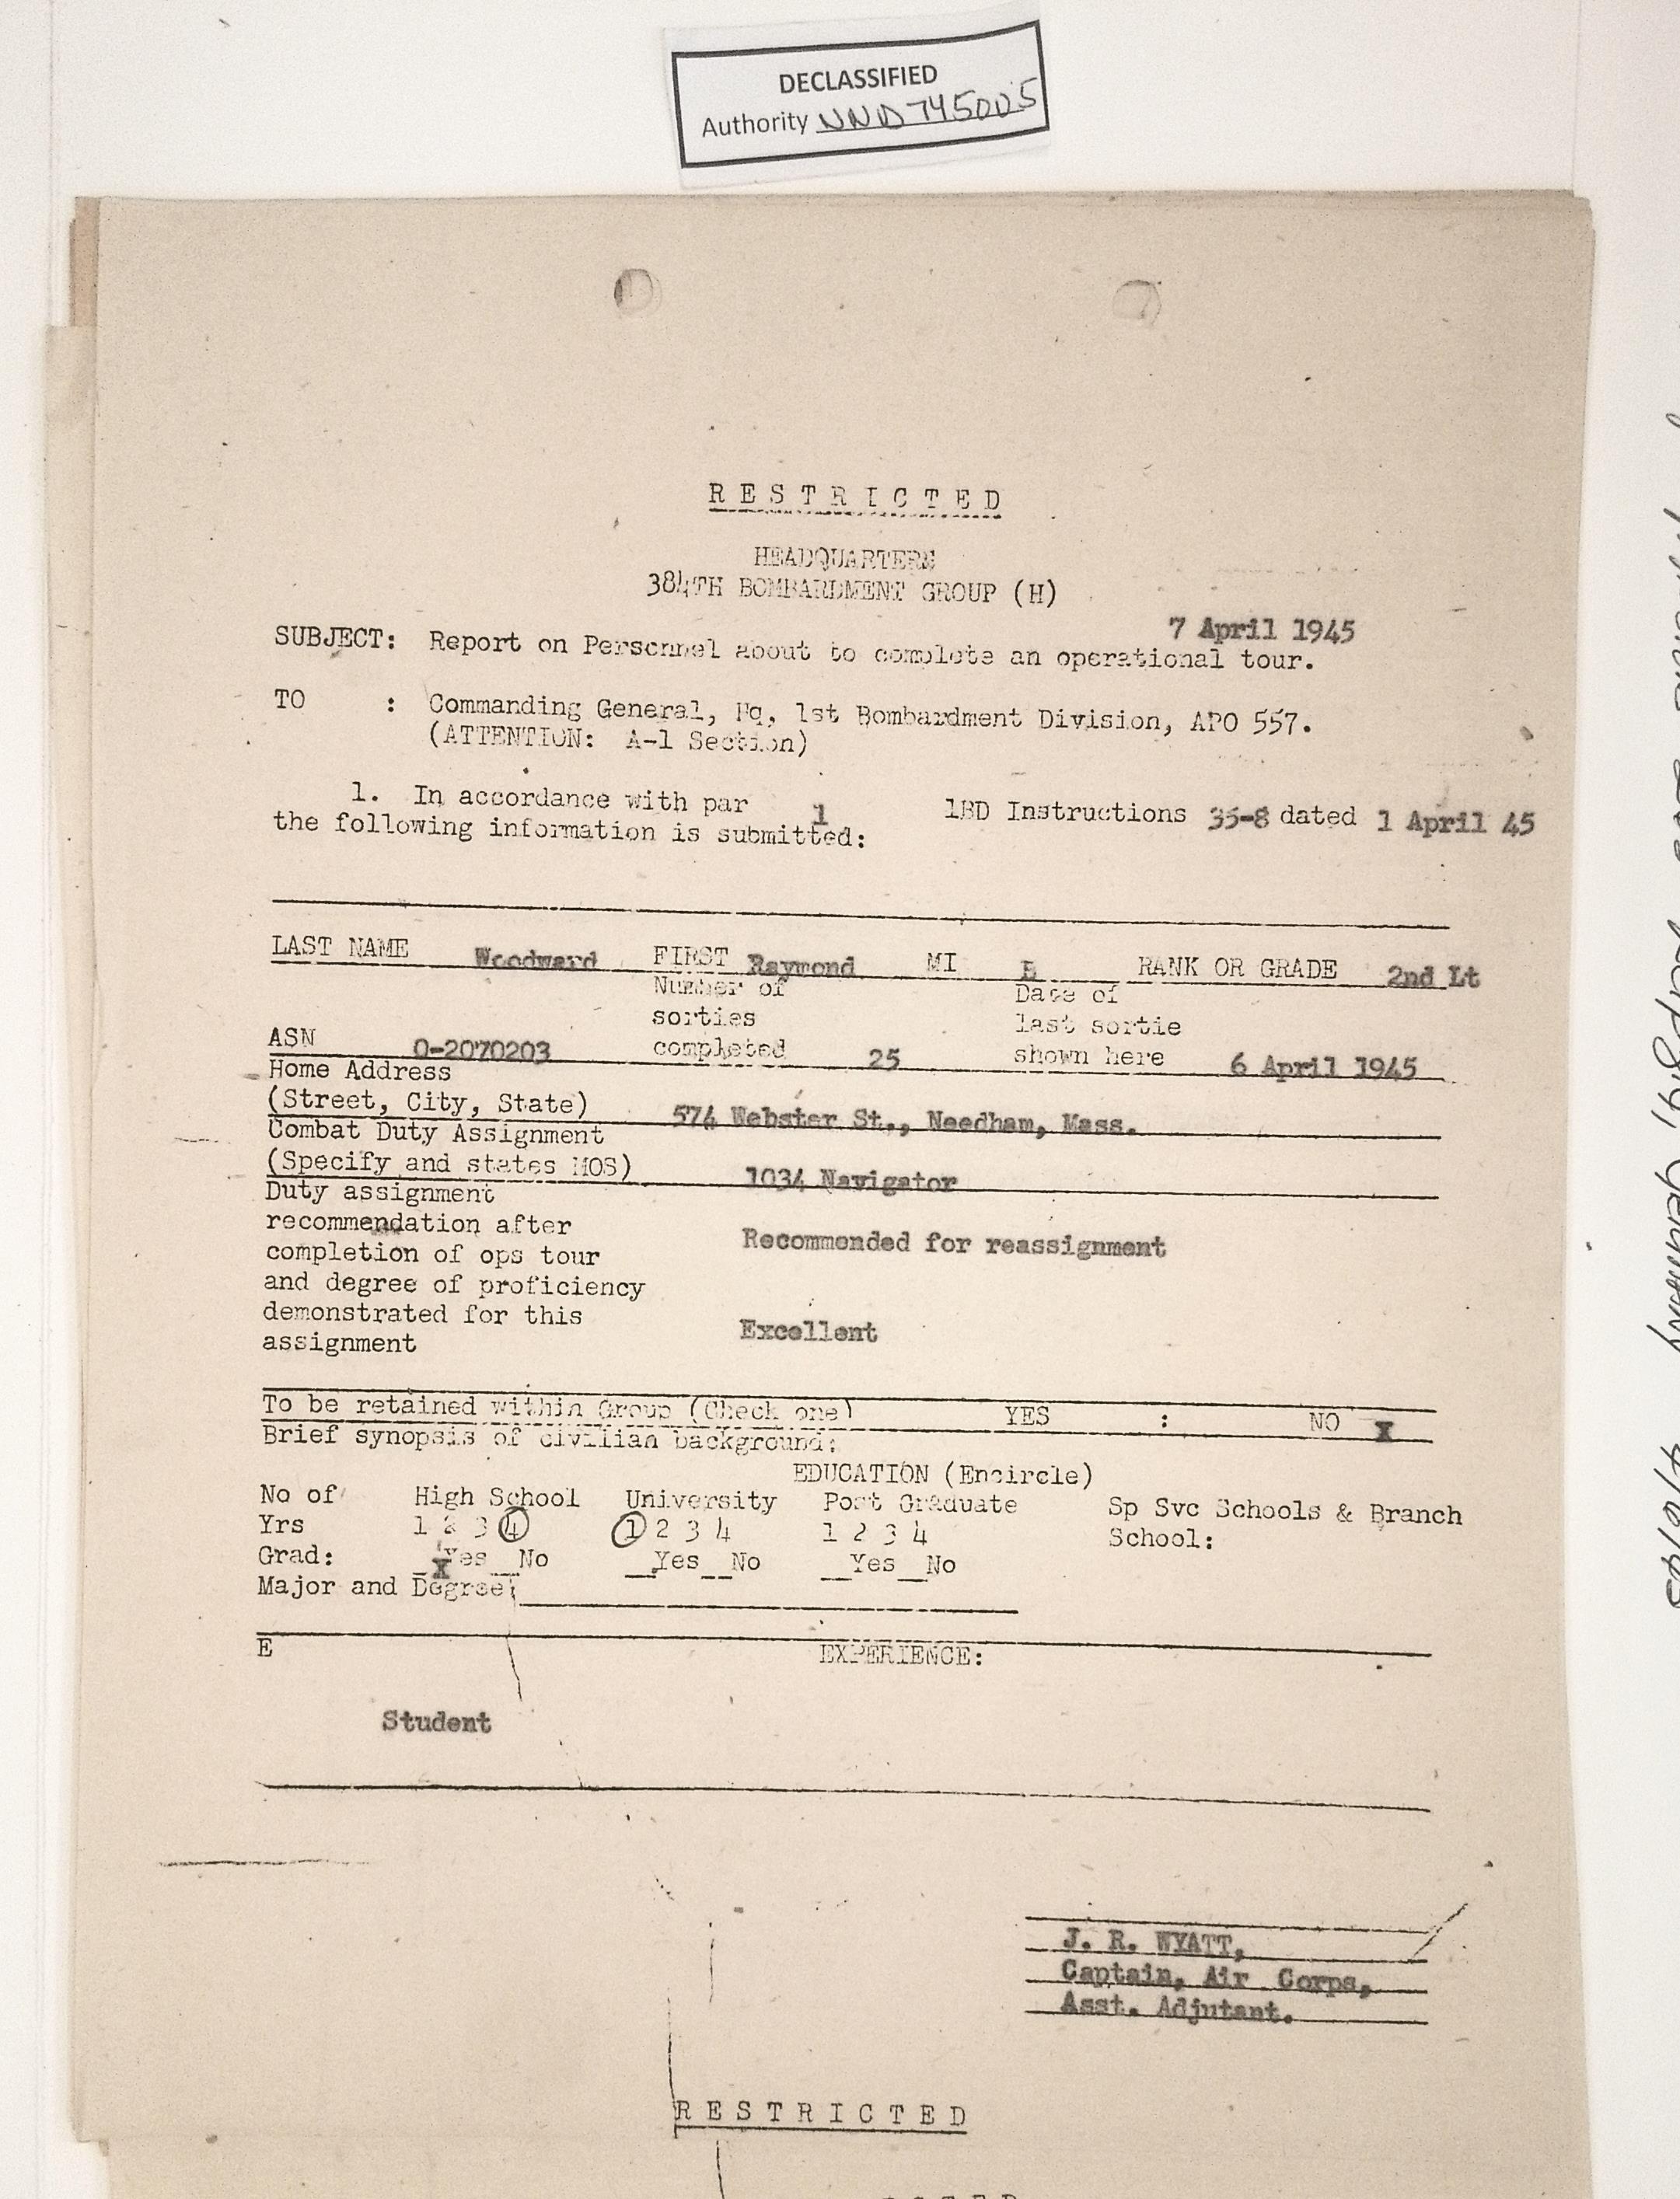 DECLASSIFIED
Authority NND 745005
RESTRICTED
HEADQUARTERS
384TH BOMBARDMENT GROUP (H)
7 April 1945
SUBJECT: Report on Personnel about to complete an operational tour.
TO : Commanding General, Hq, 1st Bombardment Division, APO 557.
(ATTENTION: A-1 Section)
1. In accordance with par 1 1BD Instructions 35-8 dated 1 April 45
the following information is submitted:
LAST NAME Woodward FIRST Raymond MI E RANK OR GRADE 2nd Lt
Number of Date of
sorties last sortie
ASN O-2070203 completed 25 shown here 6 April 1945
Home Address
(Street, City, State) 574 Webster St., Needham, Mass.
Combat Duty Assignment
(Specify and states MOS) 1034 Navigator
Duty assignment
recommendation after
completion of ops tour Recommended for reassignment
and degree of proficiency
demonstrated for this
assignment Excellent
To be retained within Group (Check one) YES : NO X
Brief synopsis of civilian background:
EDUCATION (Encircle)
No of High School University Post Graduate Sp Svc Schools & Branch
Yrs 1 2 3 4 1 2 3 4 1 2 3 4 School:
Grad: X Yes __No __Yes __No __Yes __No
Major and Degree:
E EXPERIENCE:
Student
J. R. WYATT,
Captain, Air Corps,
Asst. Adjutant.
RESTRICTED